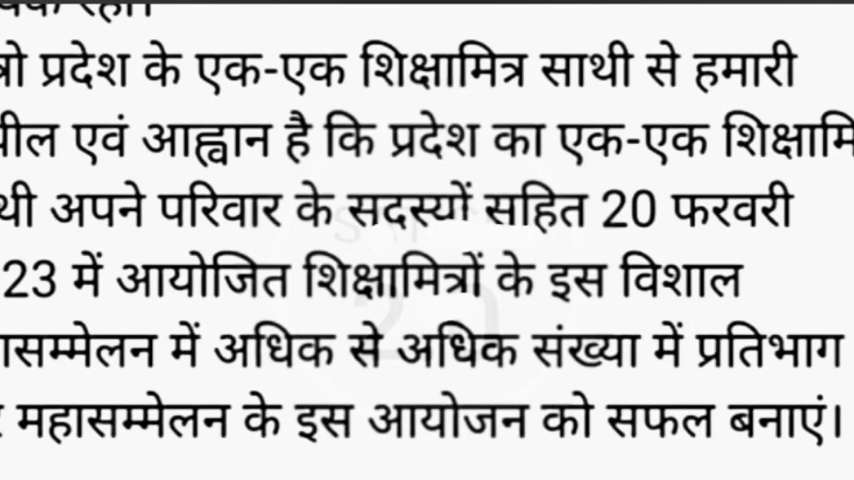 प्रदेश के एक-एक शिक्षामित्र साथी से हमारी
एवं आह्वान है कि प्रदेश का एक-एक
अपने परिवार के सदस्यों सहित 20 फरवरी
23 में आयोजित शिक्षामित्रों के इस विशाल
में अधिक से अधिक संख्या में प्रतिभाग
महासम्मेलन के इस आयोजन को सफल बनाएं।